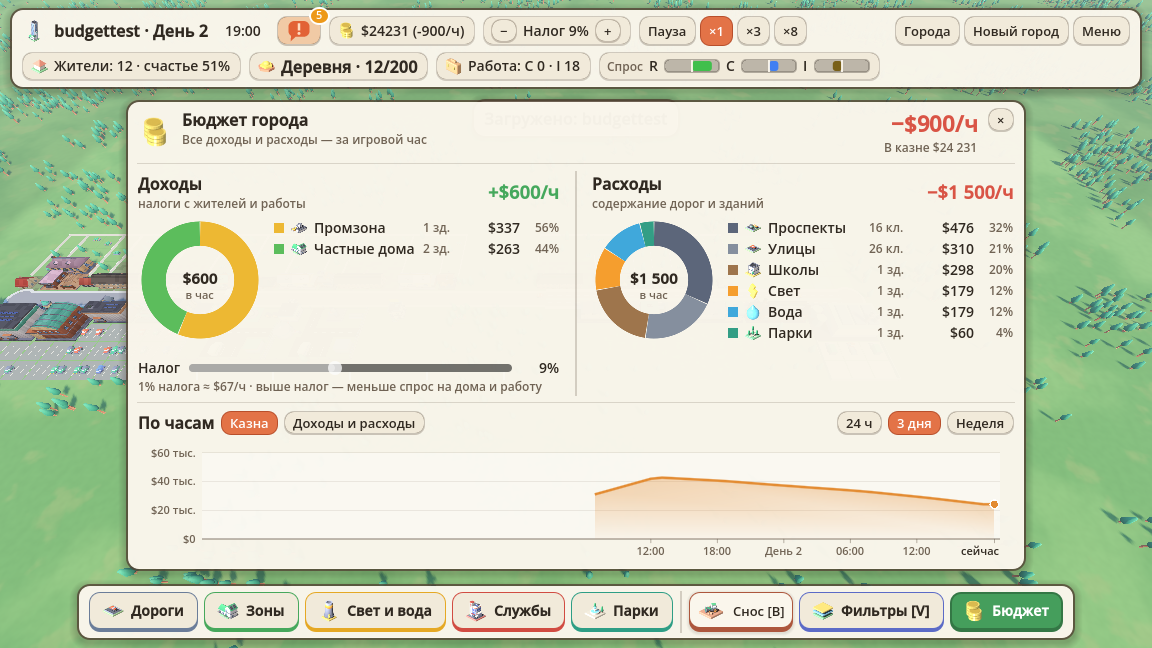 budgettest · День 2 19:00 5 $24231 (-900/ч) − Налог 9% + Пауза ×1 ×3 ×8 Города Новый город Меню
Жители: 12 · счастье 51% Деревня · 12/200 Работа: C 0 · I 18 Спрос R C I
Загружено: budgettest
Бюджет города
Все доходы и расходы — за игровой час
−$900/ч ×
В казне $24 231
Доходы
налоги с жителей и работы
+$600/ч
$600
в час
Промзона 1 зд. $337 56%
Частные дома 2 зд. $263 44%
Налог 9%
1% налога ≈ $67/ч · выше налог — меньше спрос на дома и работу
Расходы
содержание дорог и зданий
−$1 500/ч
$1 500
в час
Проспекты 16 кл. $476 32%
Улицы 26 кл. $310 21%
Школы 1 зд. $298 20%
Свет 1 зд. $179 12%
Вода 1 зд. $179 12%
Парки 1 зд. $60 4%
По часам Казна Доходы и расходы 24 ч 3 дня Неделя
$60 тыс.
$40 тыс.
$20 тыс.
$0
12:00 18:00 День 2 06:00 12:00 сейчас
Дороги Зоны Свет и вода Службы Парки Снос [B] Фильтры [V] Бюджет